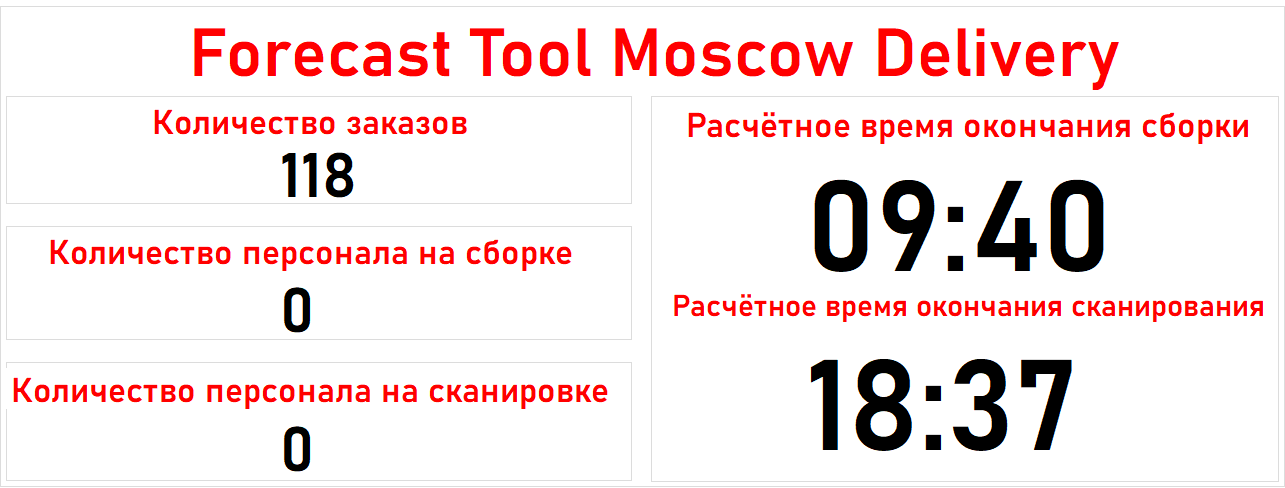 Forecast Tool Moscow Delivery
Количество заказов
118
Количество персонала на сборке
0
Количество персонала на сканировке
0
Расчётное время окончания сборки
09:40
Расчётное время окончания сканирования
18:37